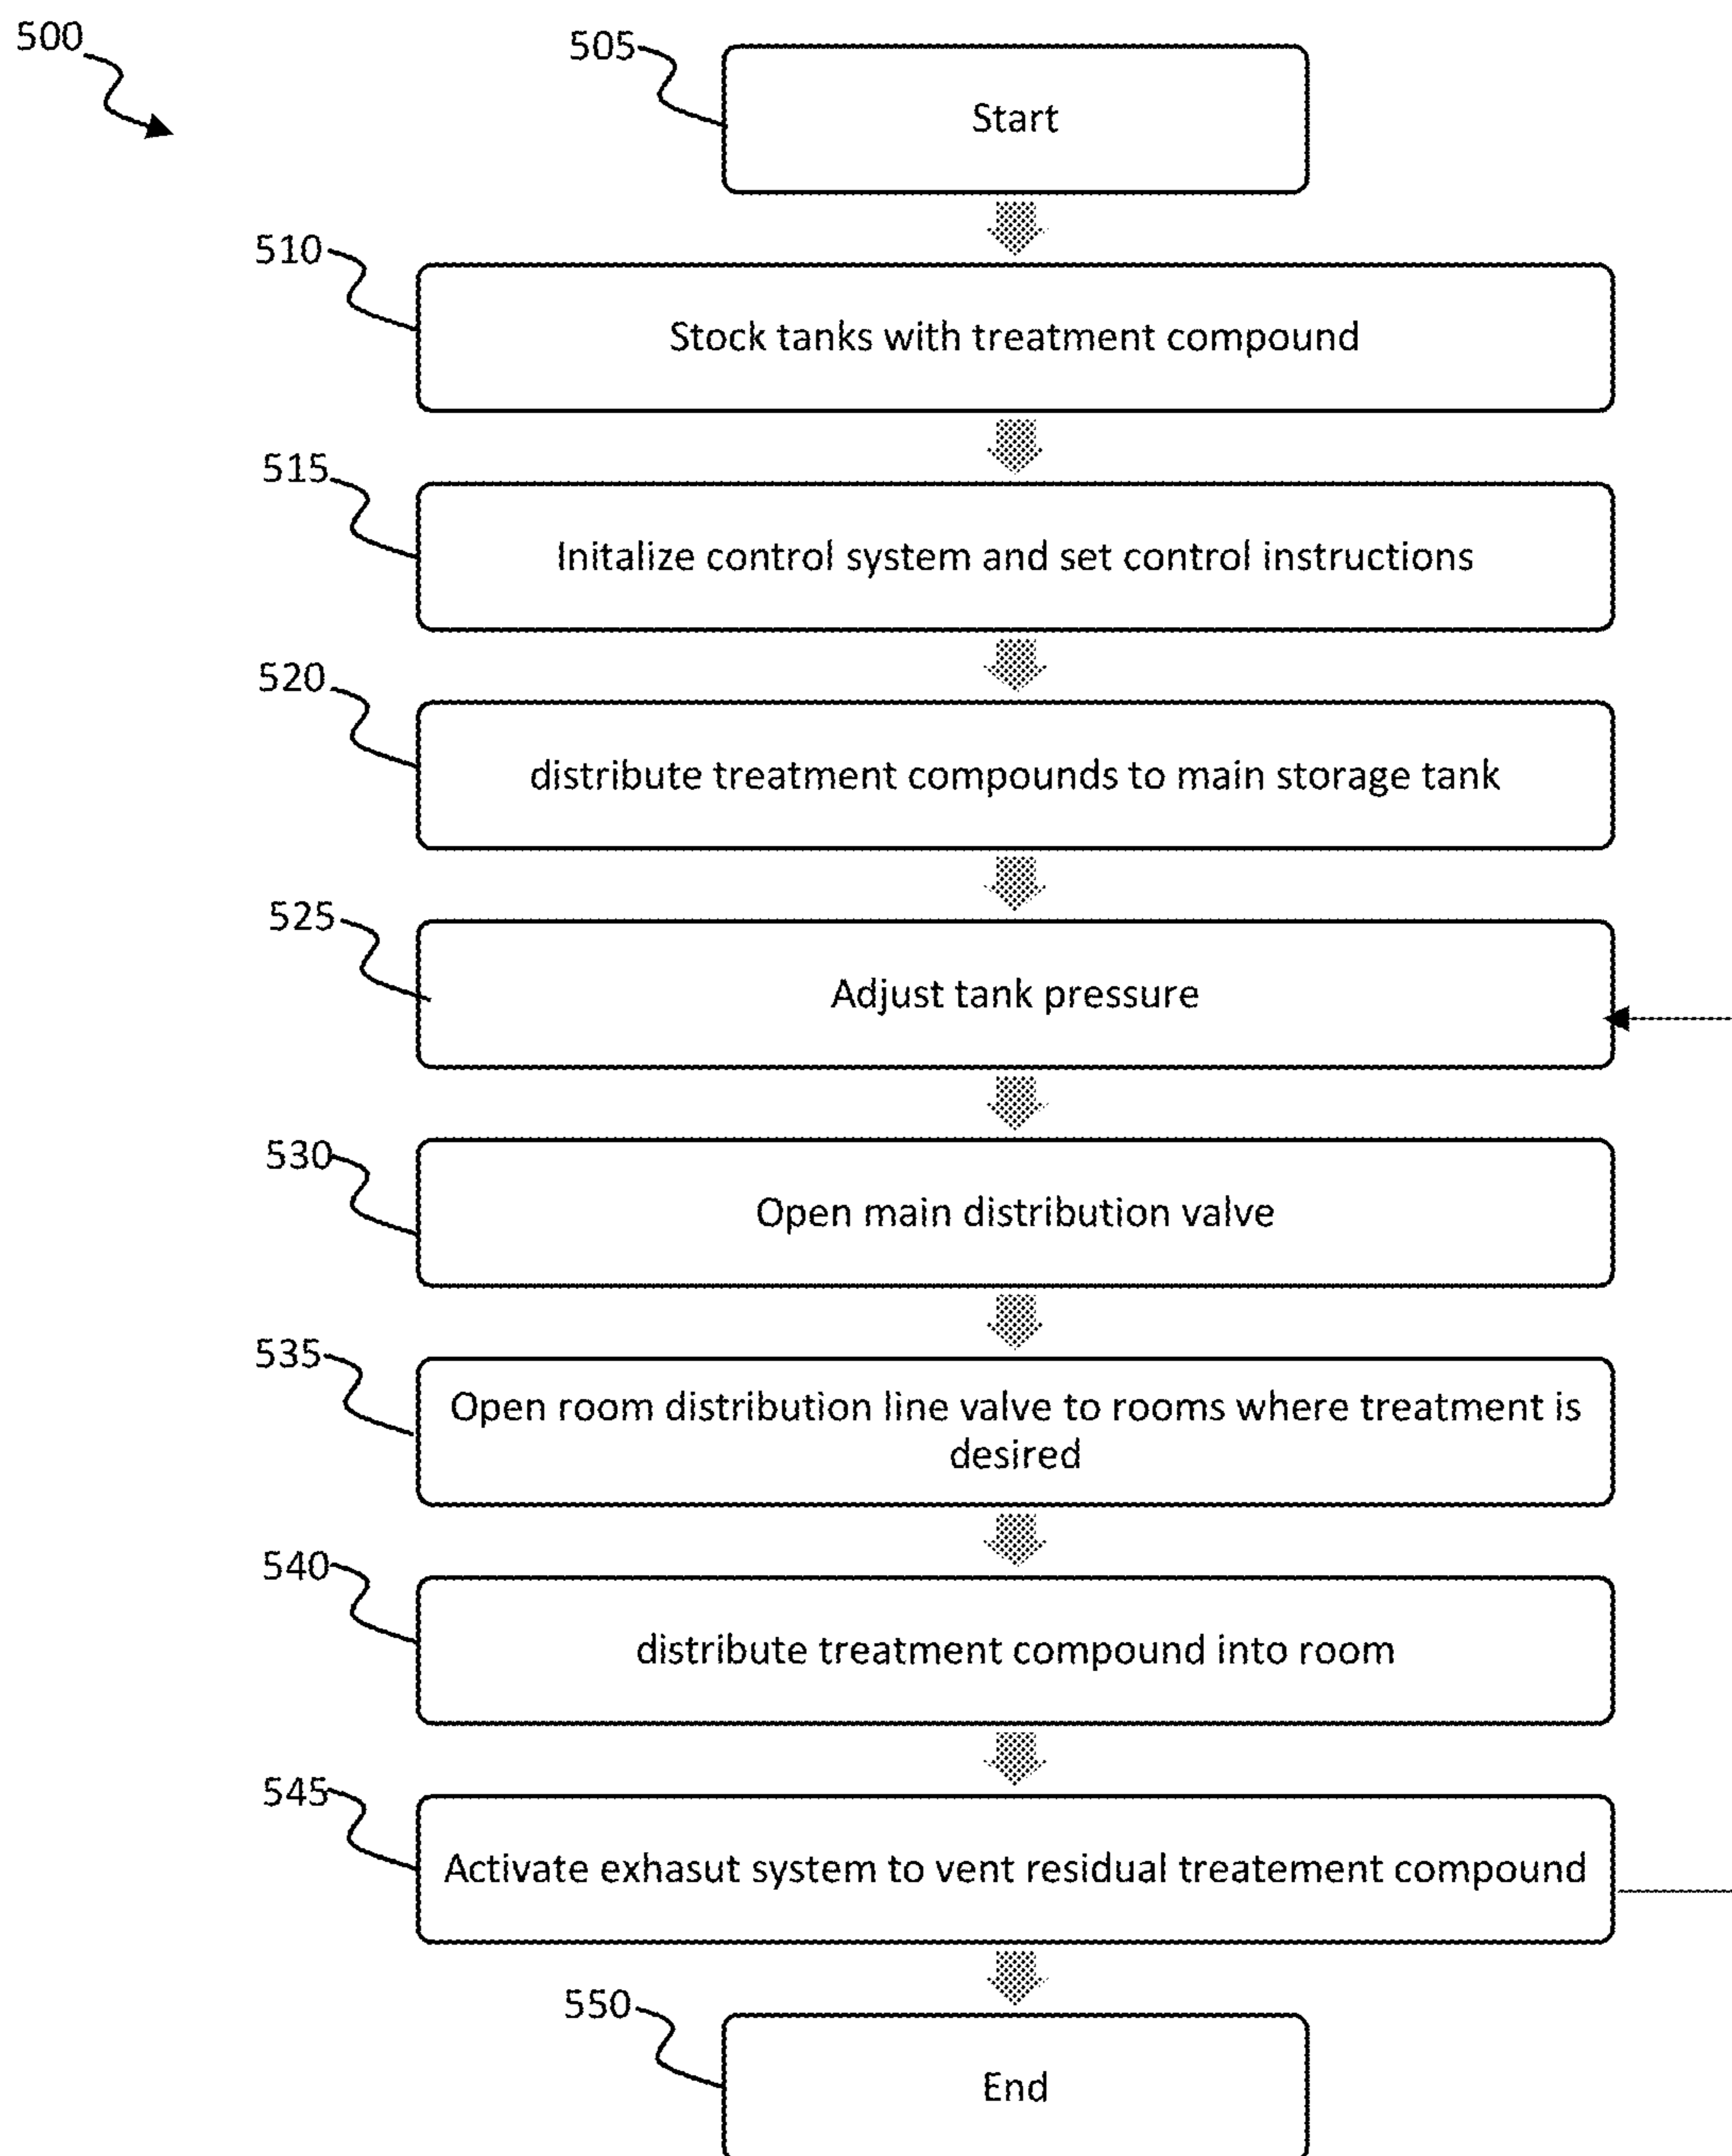 500
505
Start
510
Stock tanks with treatment compound
515
Initalize control system and set control instructions
520
distribute treatment compounds to main storage tank
525
Adjust tank pressure
530
Open main distribution valve
535
Open room distribution line valve to rooms where treatment is
desired
540
distribute treatment compound into room
545
Activate exhasut system to vent residual treatement compound
550
End